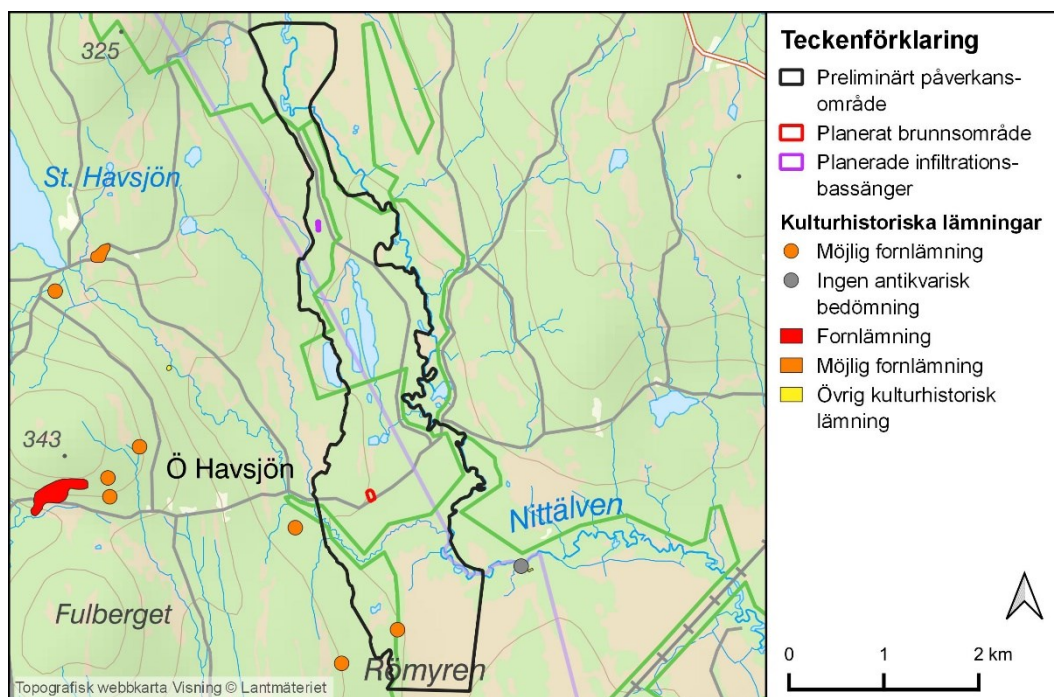 325
St. Havsjön
343
Ö Havsjön
Nittälven
Fulberget
Römyren
Topografisk webbkarta Visning © Lantmäteriet
Teckenförklaring
Preliminärt påverkans-
område
Planerat brunnsområde
Planerade infiltrations-
bassänger
Kulturhistoriska lämningar
Möjlig fornlämning
Ingen antikvarisk
bedömning
Fornlämning
Möjlig fornlämning
Övrig kulturhistorisk
lämning
0 1 2 km